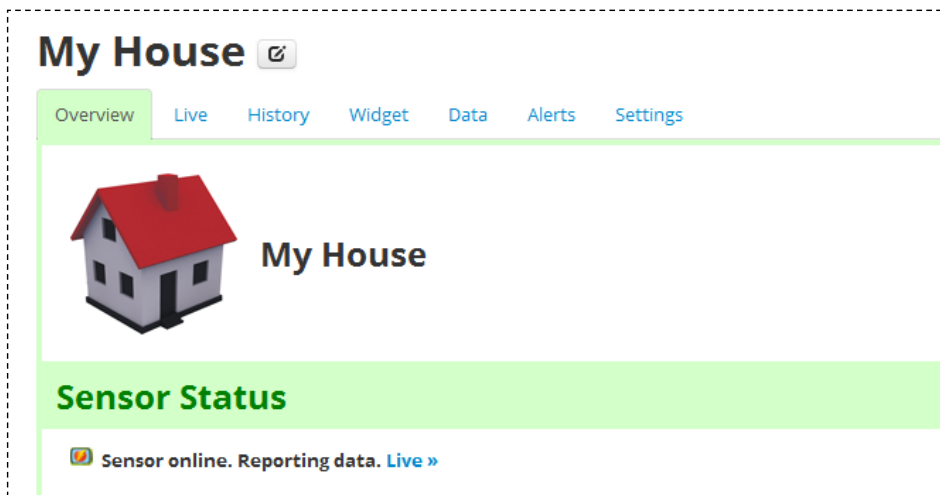 My House
Overview Live History Widget Data Alerts Settings
My House
Sensor Status
Sensor online. Reporting data. Live »